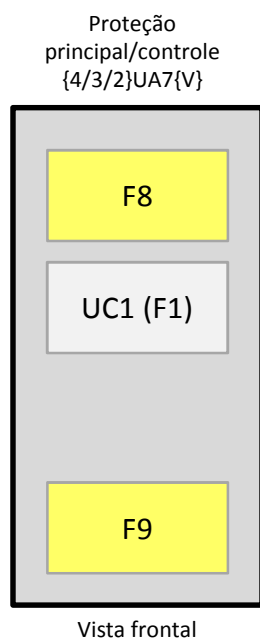 Proteção
principal/controle
{4/3/2}UA7{V}
F8
UC1 (F1)
F9
Vista frontal